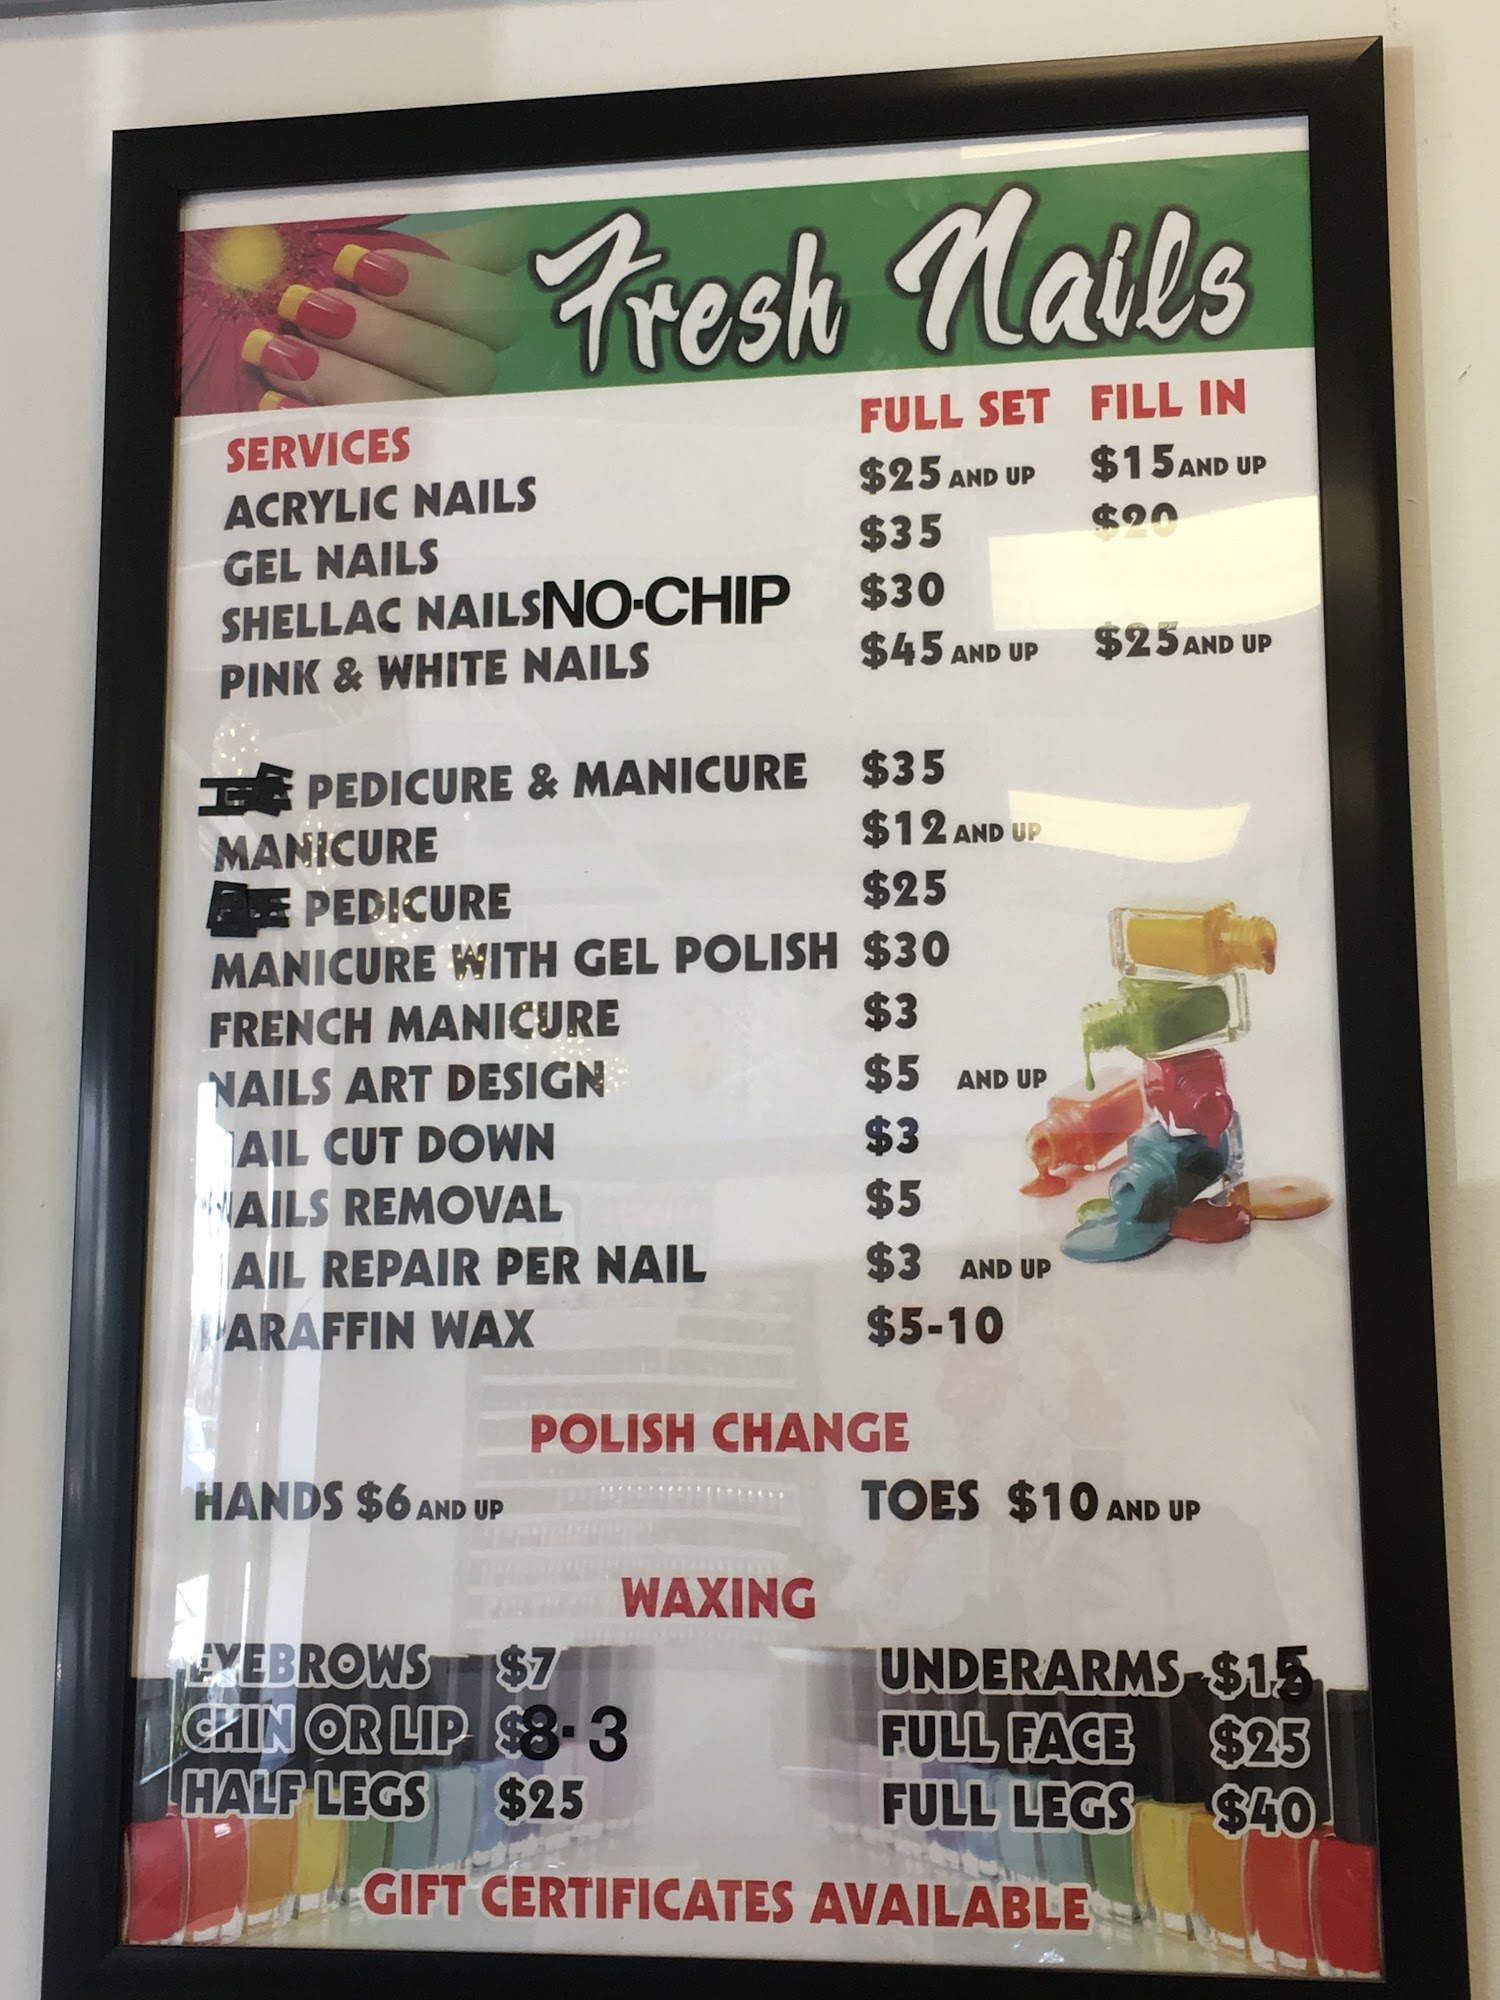 Fresh Nails
SERVICES FULL SET FILL IN
ACRYLIC NAILS $25 AND UP $15 AND UP
GEL NAILS $35 $20
SHELLAC NAILS NO-CHIP $30
PINK & WHITE NAILS $45 AND UP $25 AND UP
PEDICURE & MANICURE $35
MANICURE $12 AND UP
PEDICURE $25
MANICURE WITH GEL POLISH $30
FRENCH MANICURE $3
NAILS ART DESIGN $5 AND UP
NAIL CUT DOWN $3
NAILS REMOVAL $5
NAIL REPAIR PER NAIL $3 AND UP
PARAFFIN WAX $5-10
POLISH CHANGE
HANDS $6 AND UP TOES $10 AND UP
WAXING
EYEBROWS $7 UNDERARMS $15
CHIN OR LIP $8-3 FULL FACE $25
HALF LEGS $25 FULL LEGS $40
GIFT CERTIFICATES AVAILABLE